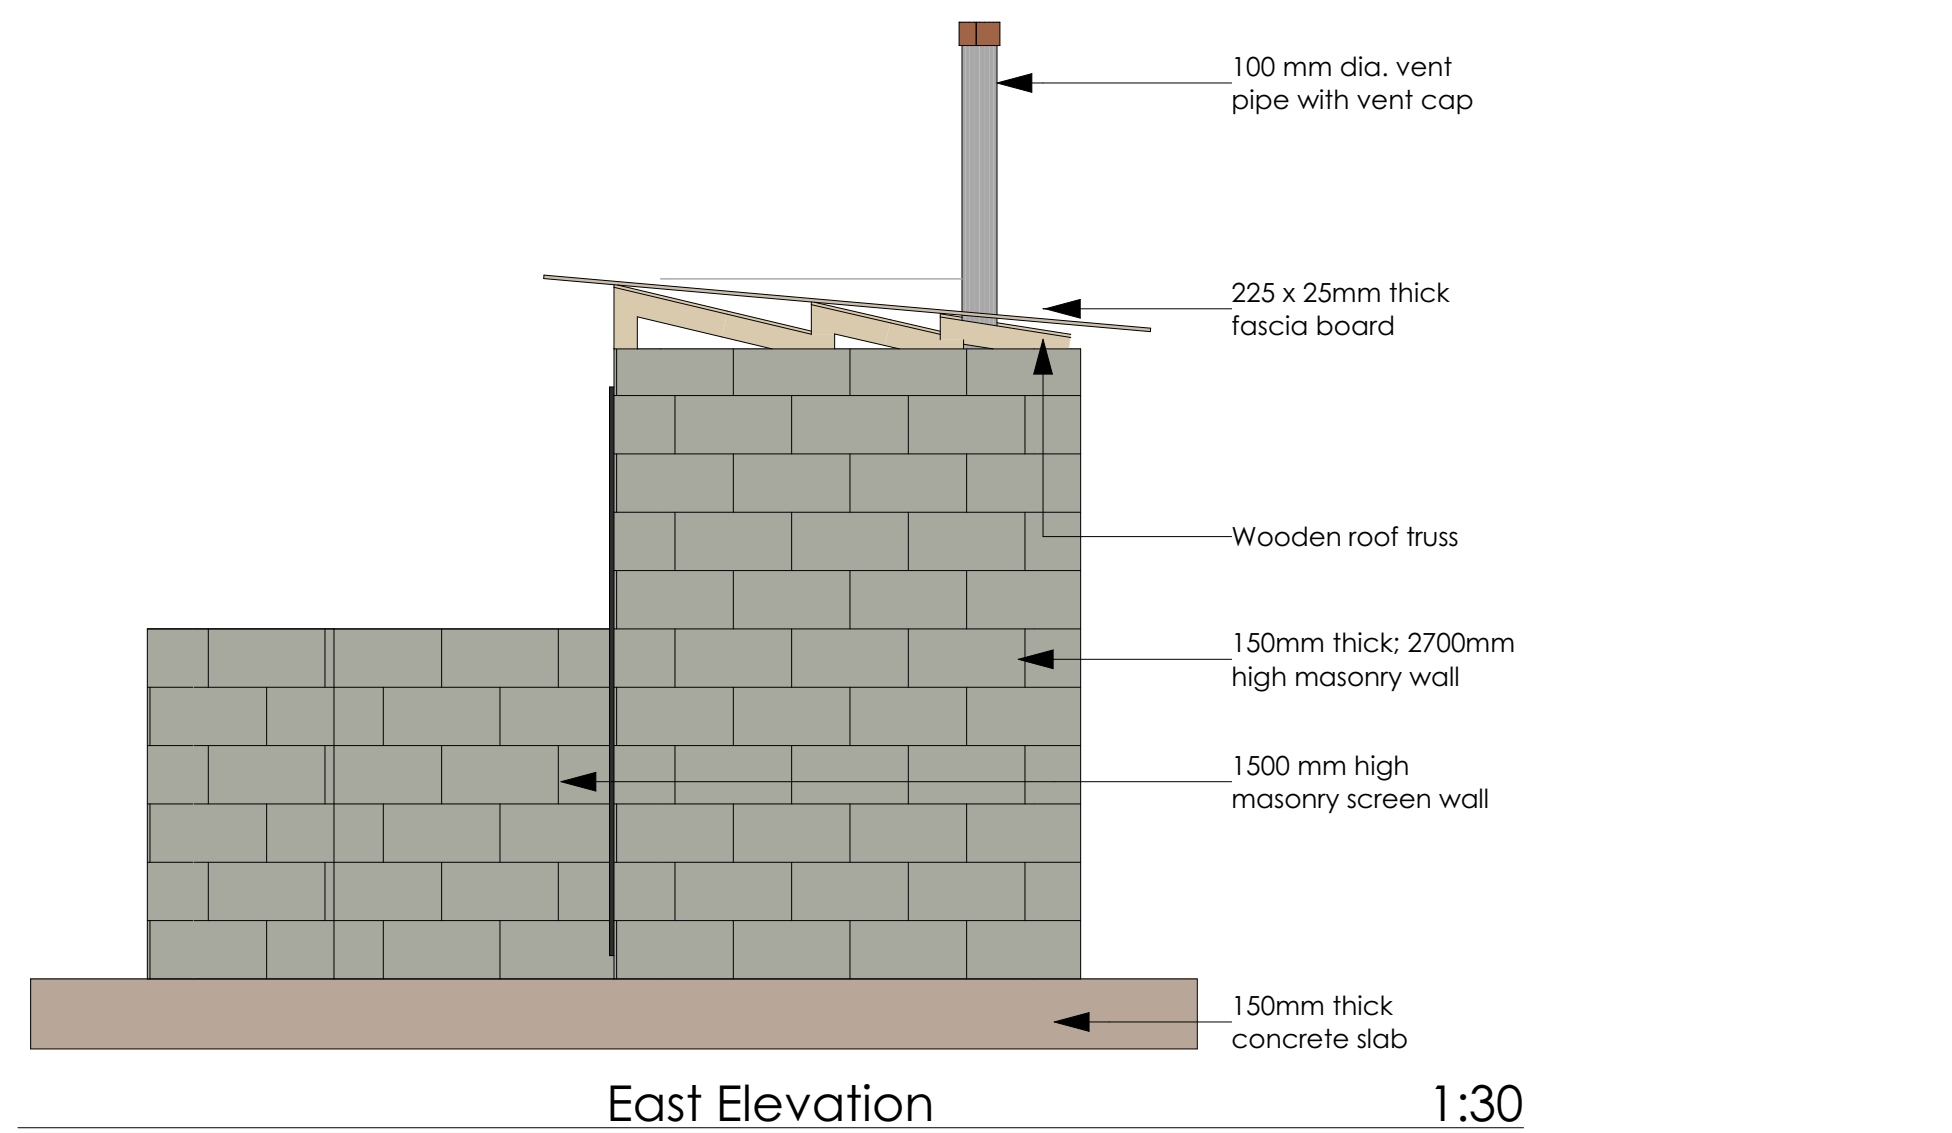 100 mm dia. vent
pipe with vent cap
225 x 25mm thick
fascia board
Wooden roof truss
150mm thick; 2700mm
high masonry wall
1500 mm high
masonry screen wall
150mm thick
concrete slab
East Elevation
1:30